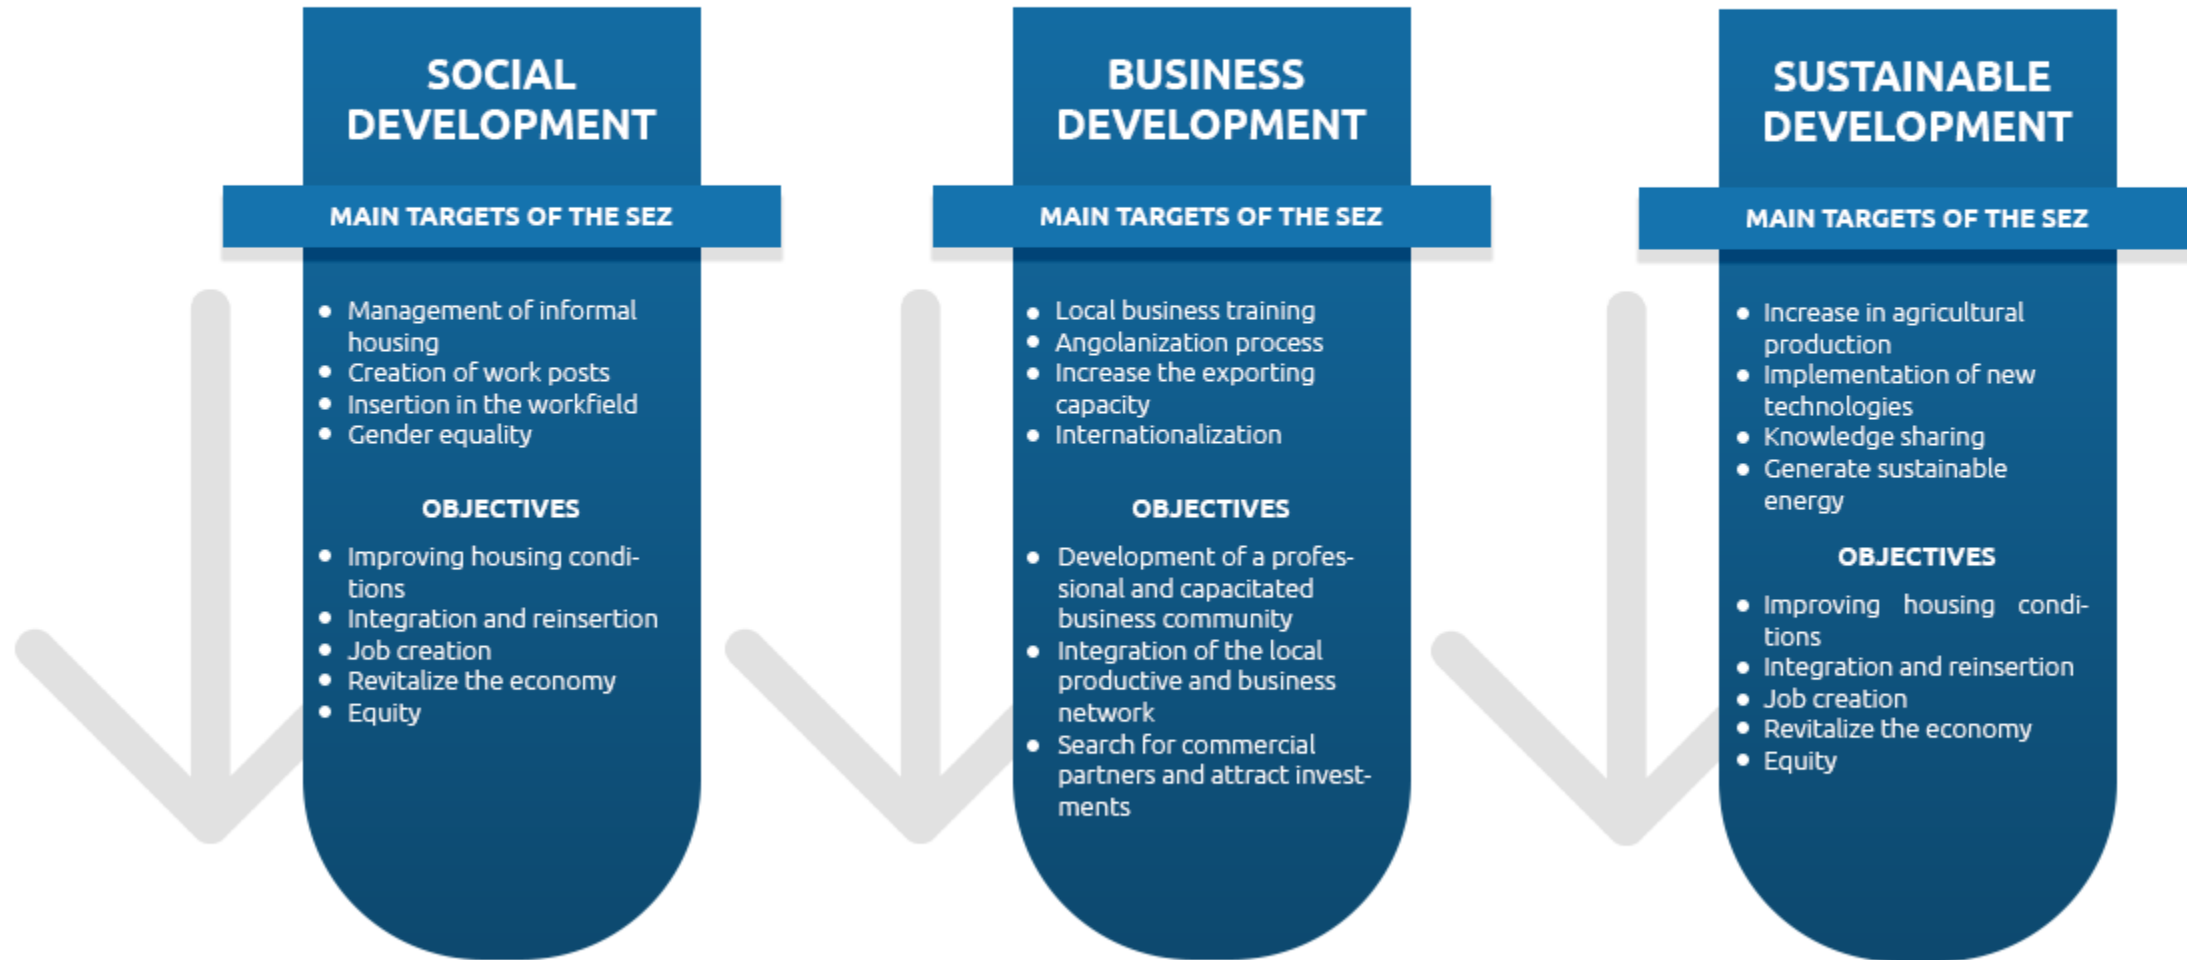 SOCIAL
DEVELOPMENT
MAIN TARGETS OF THE SEZ
• Management of informal
housing
• Creation of work posts
• Insertion in the workfield
• Gender equality
OBJECTIVES
• Improving housing condi-
tions
• Integration and reinsertion
• Job creation
• Revitalize the economy
• Equity
BUSINESS
DEVELOPMENT
MAIN TARGETS OF THE SEZ
• Local business training
• Angolanization process
• Increase the exporting
capacity
• Internationalization
OBJECTIVES
• Development of a profes-
sional and capacitated
business community
• Integration of the local
productive and business
network
• Search for commercial
partners and attract invest-
ments
SUSTAINABLE
DEVELOPMENT
MAIN TARGETS OF THE SEZ
• Increase in agricultural
production
• Implementation of new
technologies
• Knowledge sharing
• Generate sustainable
energy
OBJECTIVES
• Improving housing condi-
tions
• Integration and reinsertion
• Job creation
• Revitalize the economy
• Equity